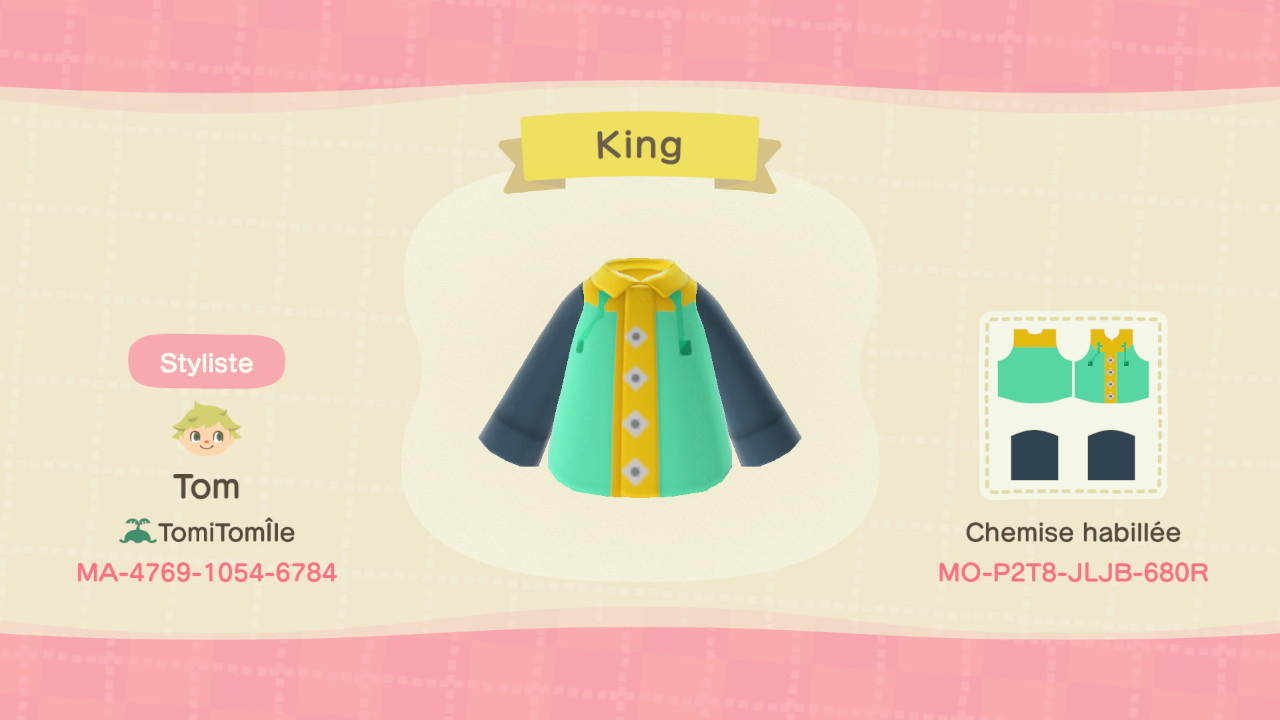 King
Styliste
Tom
TomiTomÎle
MA-4769-1054-6784
Chemise habillée
MO-P2T8-JLJB-680R